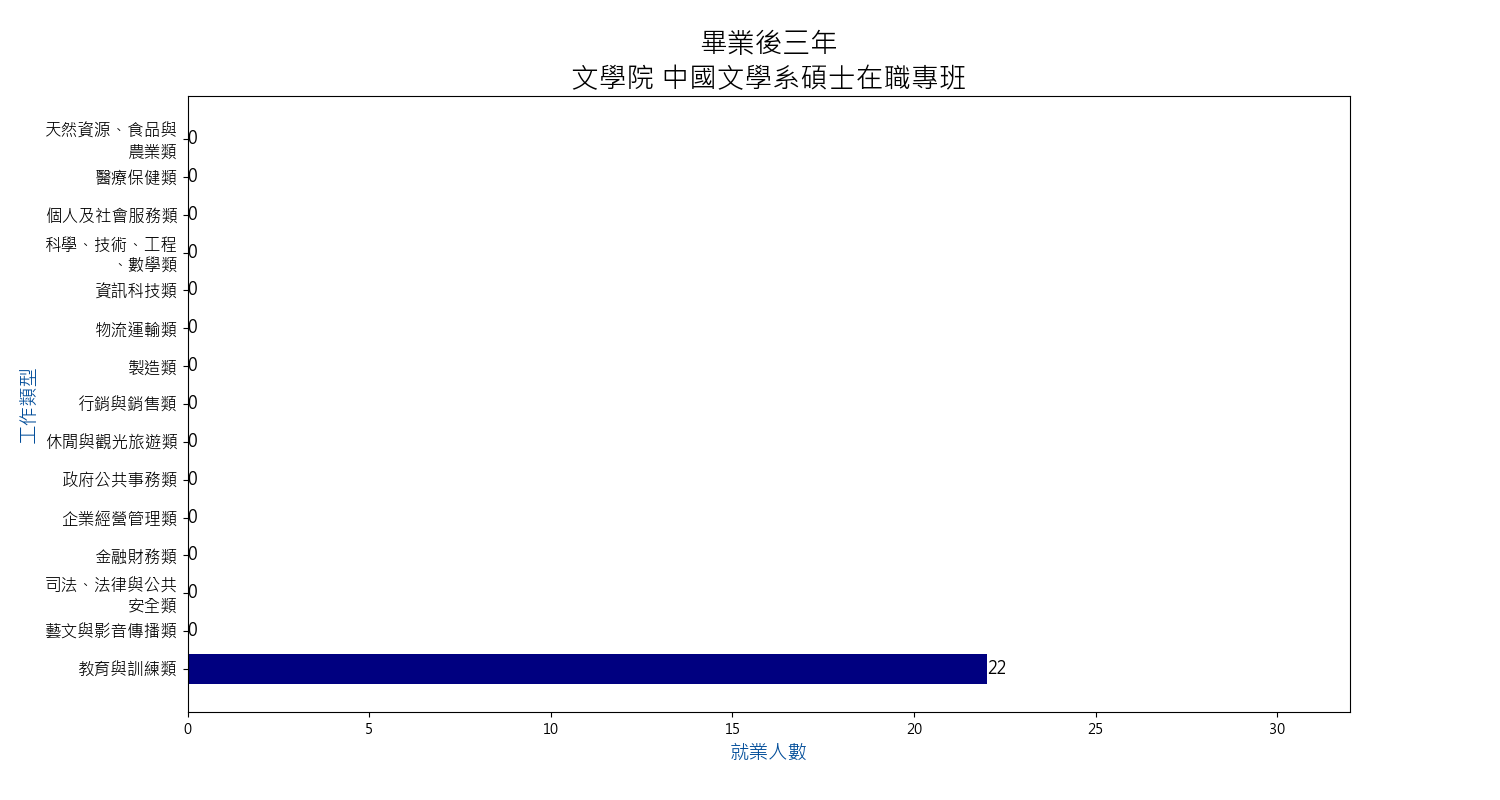 畢業後三年
文學院 中國文學系碩士在職專班
天然資源、食品與
農業類
0
醫療保健類
0
個人及社會服務類
0
科學、技術、工程
、數學類
0
資訊科技類
0
物流運輸類
0
製造類
0
行銷與銷售類
0
休閒與觀光旅遊類
0
政府公共事務類
0
企業經營管理類
0
金融財務類
0
司法、法律與公共
安全類
0
藝文與影音傳播類
0
教育與訓練類
22
工作類型
0 5 10 15 20 25 30
就業人數